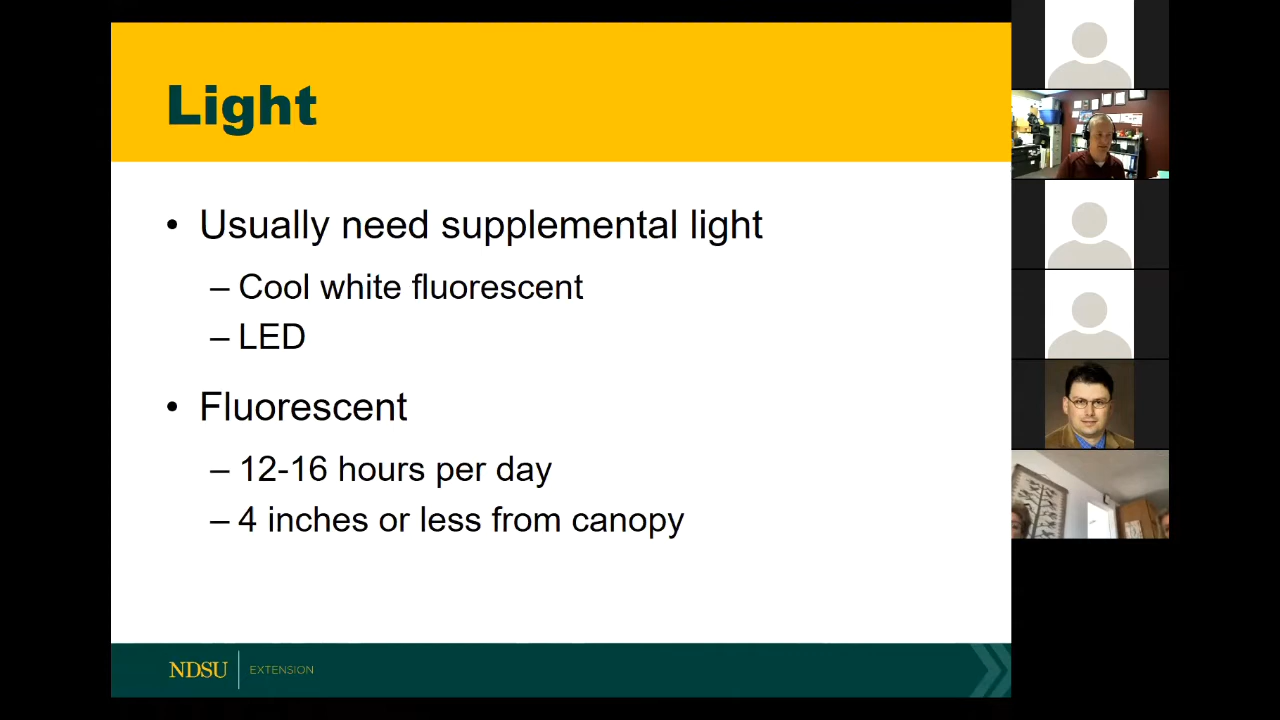 Light
• Usually need supplemental light
– Cool white fluorescent
– LED
• Fluorescent
– 12-16 hours per day
– 4 inches or less from canopy
NDSU EXTENSION